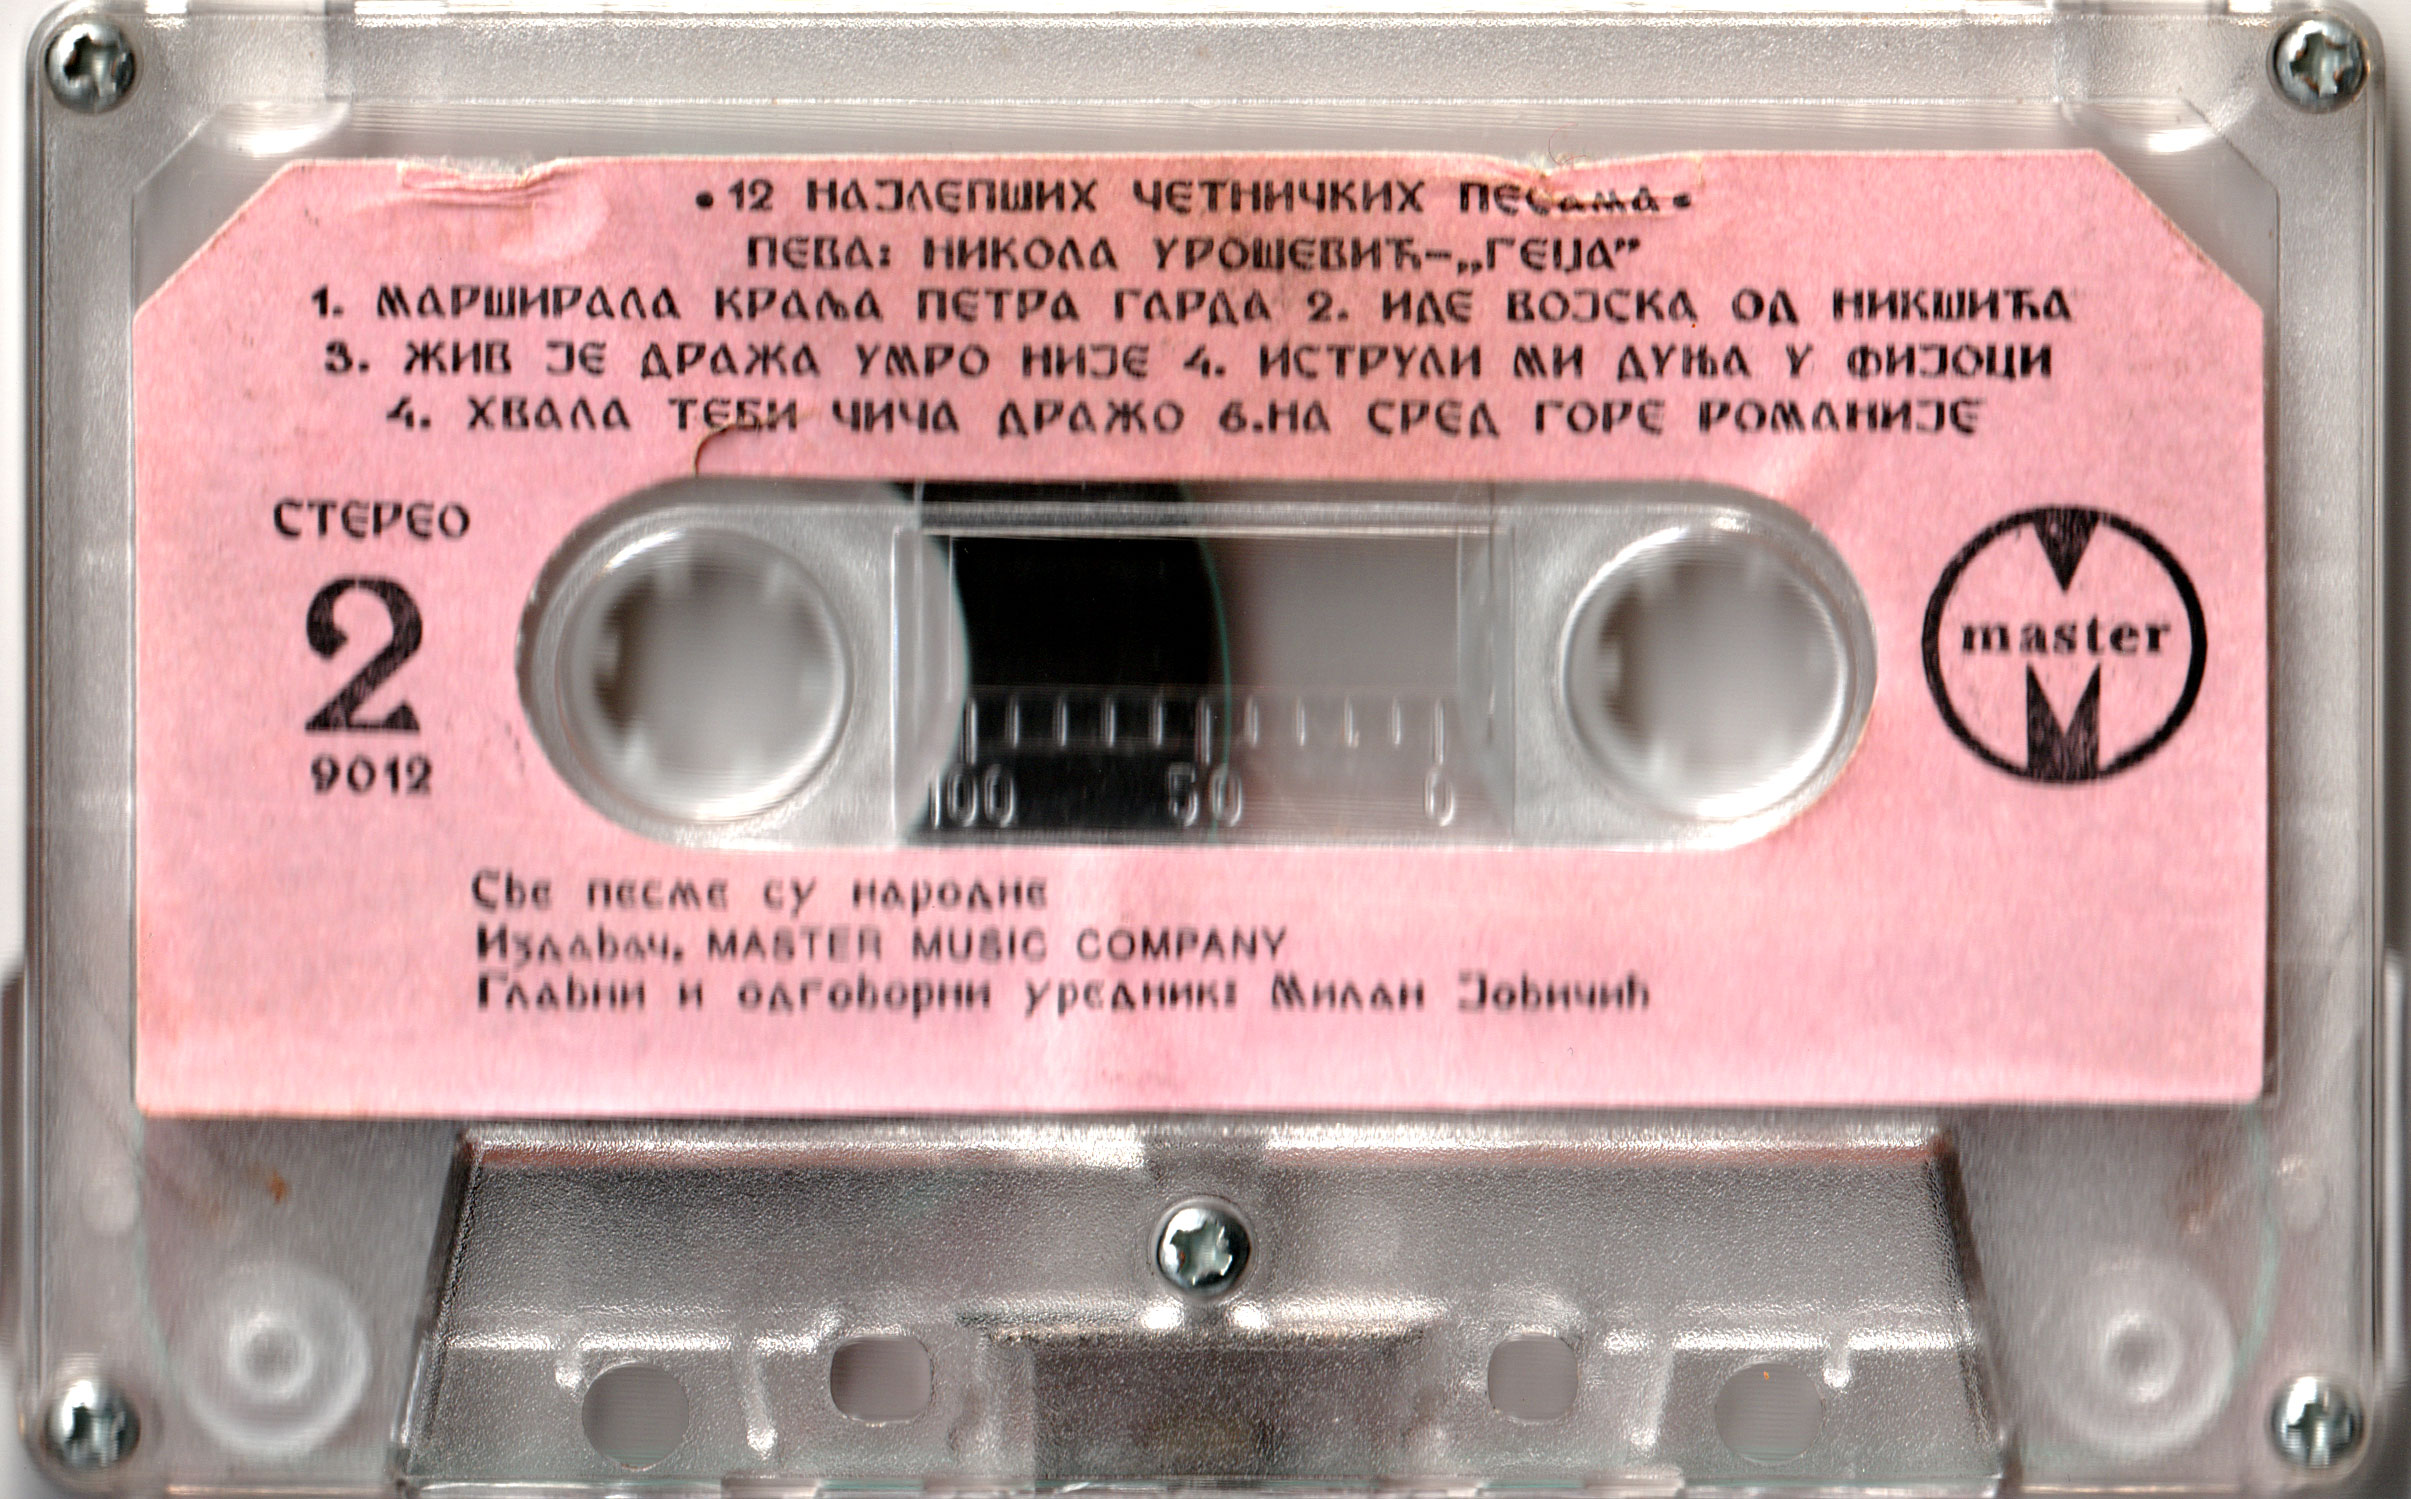 •12 НАЈЛЕПШИХ ЧЕТНИЧКИХ ПЕСАМА•
ПЕВА: НИКОЛА УРОШЕВИЋ-„ГЕЏА”
1. МАРШИРАЛА КРАЉА ПЕТРА ГАРДА 2. ИДЕ ВОЈСКА ОД НИКШИЋА
3. ЖИВ ЈЕ ДРАЖА УМРО НИЈЕ 4. ИСТРУЛИ МИ ДУЊА У ФИЈОЦИ
4. ХВАЛА ТЕБИ ЧИЧА ДРАЖО 6.НА СРЕД ГОРЕ РОМАНИЈЕ
СТЕРЕО
2
9012
master
100 50 0
Све песме су народне
Издавач. MASTER MUSIC COMPANY
Главни и одговорни уредник: Милан Јовичић